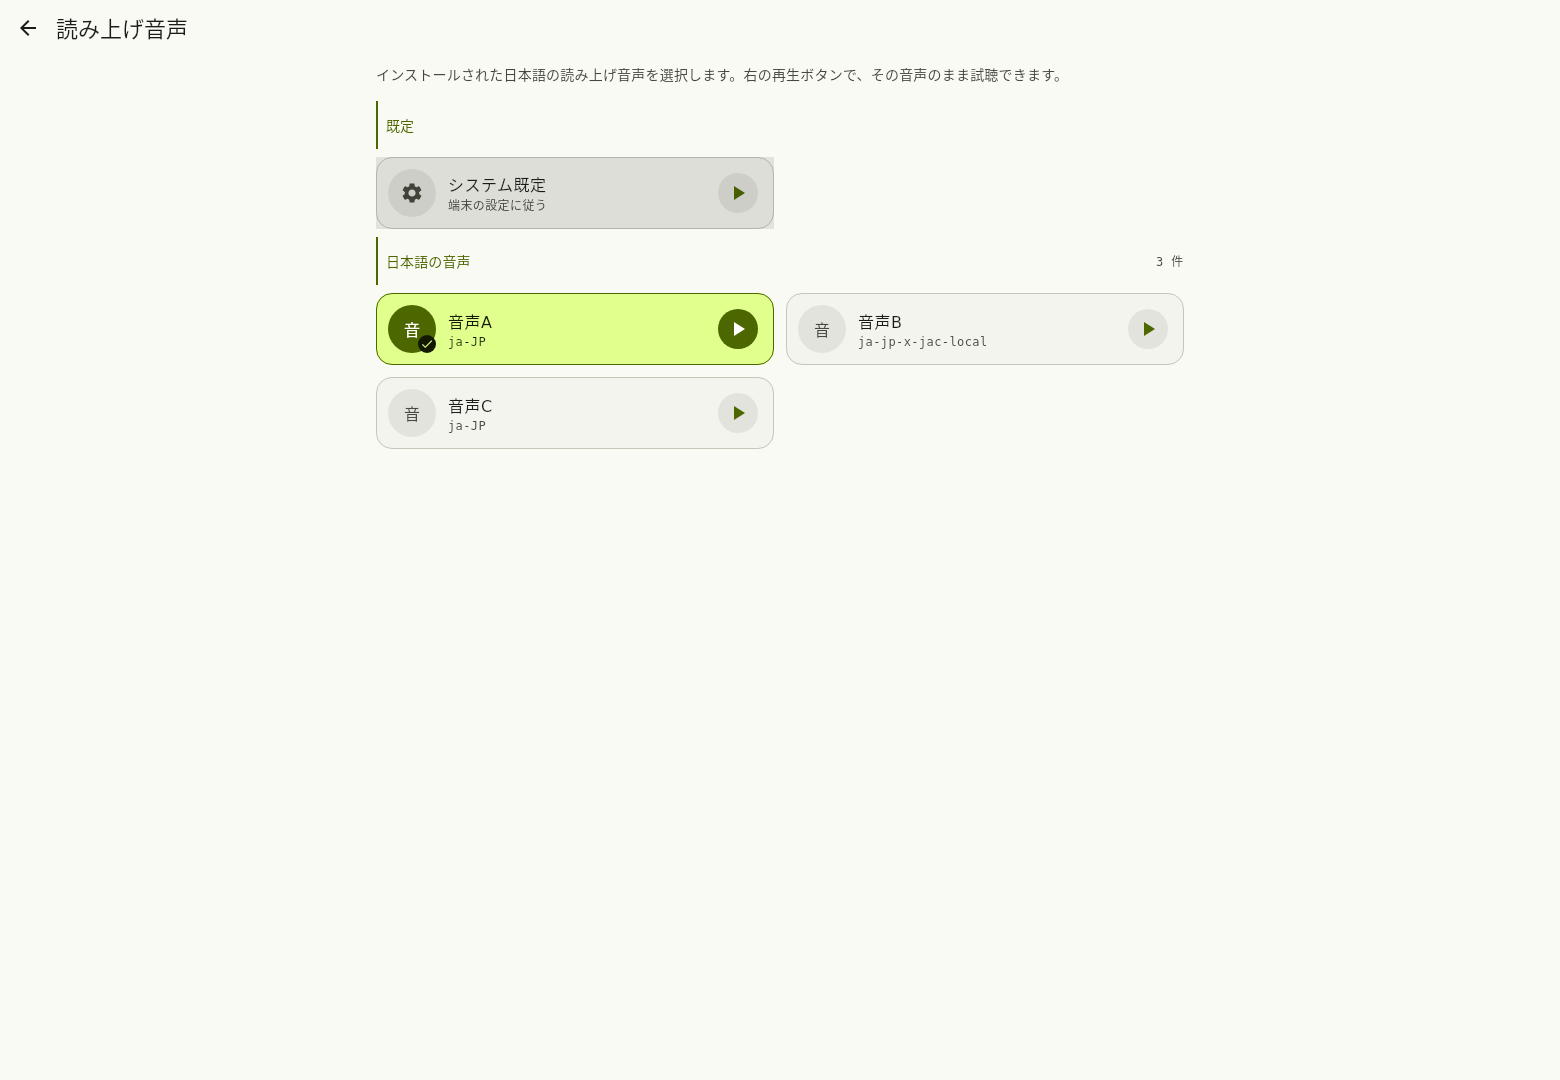 読み上げ音声
インストールされた日本語の読み上げ音声を選択します。右の再生ボタンで、その音声のまま試聴できます。
既定
システム既定
端末の設定に従う
日本語の音声
3 件
音
音声A
ja-JP
音
音声B
ja-jp-x-jac-local
音
音声C
ja-JP